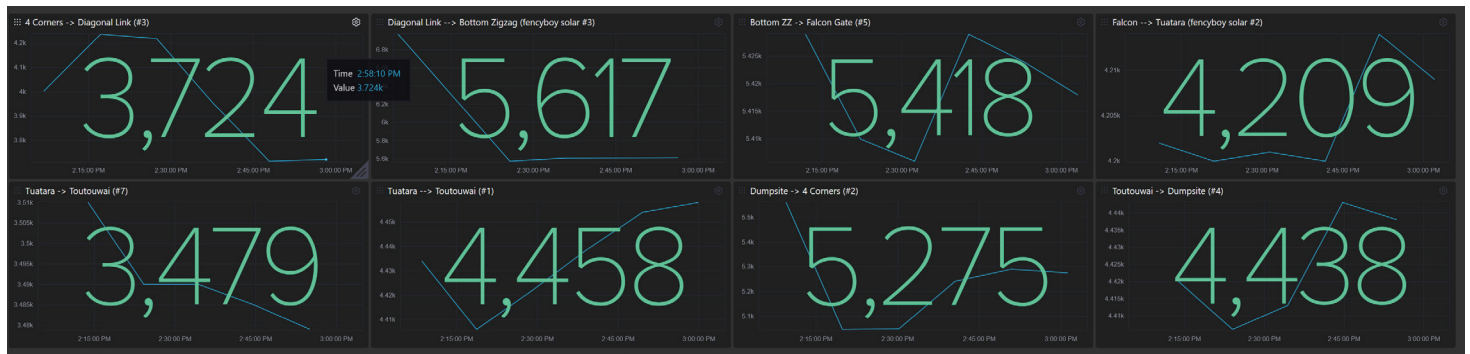 4 Corners -> Diagonal Link (#3)
4.2k
4.1k
4k
3.9k
3.8k
3,724
Time 2:58:10 PM
Value 3.724k
2:15:00 PM 2:30:00 PM 2:45:00 PM 3:00:00 PM
Diagonal Link --> Bottom Zigzag (fencyboy solar #3)
6.8k
6.2k
6k
5.8k
5.6k
5,617
2:15:00 PM 2:30:00 PM 2:45:00 PM 3:00:00 PM
Bottom ZZ -> Falcon Gate (#5)
5.425k
5.42k
5.415k
5.41k
5,418
2:15:00 PM 2:30:00 PM 2:45:00 PM 3:00:00 PM
Falcon -> Tuatara (fencyboy solar #2)
4.21k
4.205k
4.2k
4,209
2:15:00 PM 2:30:00 PM 2:45:00 PM 3:00:00 PM
Tuatara -> Toutouwai (#7)
3.51k
3.505k
3.5k
3.495k
3.49k
3.485k
3.48k
3,479
2:15:00 PM 2:30:00 PM 2:45:00 PM 3:00:00 PM
Tuatara --> Toutouwai (#1)
4.45k
4.44k
4.43k
4.42k
4.41k
4,458
2:15:00 PM 2:30:00 PM 2:45:00 PM 3:00:00 PM
Dumpsite -> 4 Corners (#2)
5.5k
5.4k
5.3k
5.2k
5.1k
5,275
2:15:00 PM 2:30:00 PM 2:45:00 PM 3:00:00 PM
Toutouwai -> Dumpsite (#4)
4.44k
4.435k
4.43k
4.425k
4.42k
4.415k
4.41k
4,438
2:15:00 PM 2:30:00 PM 2:45:00 PM 3:00:00 PM